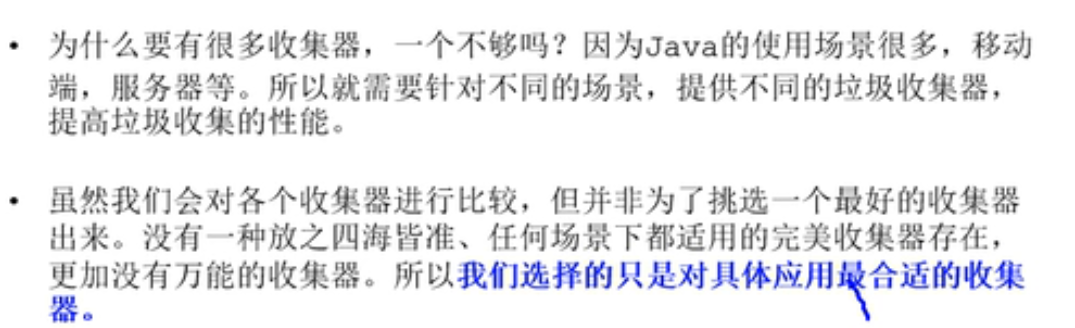 • 为什么要有很多收集器，一个不够吗？因为Java的使用场景很多，移动
端，服务器等。所以就需要针对不同的场景，提供不同的垃圾收集器，
提高垃圾收集的性能。
• 虽然我们会对各个收集器进行比较，但并非为了挑选一个最好的收集器
出来。没有一种放之四海皆准、任何场景下都适用的完美收集器存在，
更加没有万能的收集器。所以我们选择的只是对具体应用最合适的收集
器。